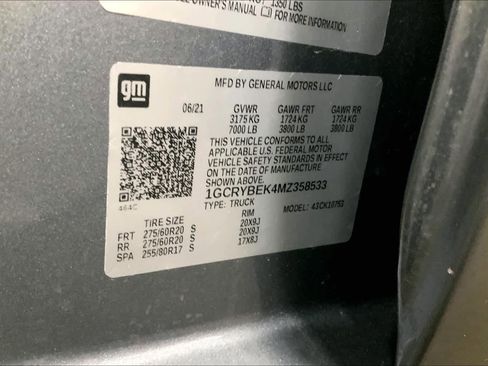 1350 LBS
OWNER'S MANUAL FOR MORE INFORMATION
gm
MFD BY GENERAL MOTORS LLC
06/21 GVWR GAWR FRT GAWR RR
3175 KG 1724 KG 1724 KG
7000 LB 3800 LB 3800 LB
THIS VEHICLE CONFORMS TO ALL
APPLICABLE U.S. FEDERAL MOTOR
VEHICLE SAFETY STANDARDS IN EFFECT
ON THE DATE OF MANUFACTURE
SHOWN ABOVE.
1GCRYBEK4MZ358533
TYPE: TRUCK MODEL: 43CK10753
464C
TIRE SIZE RIM
FRT 275/60R20 S 20X9J
RR 275/60R20 S 20X9J
SPA 255/80R17 S 17X8J